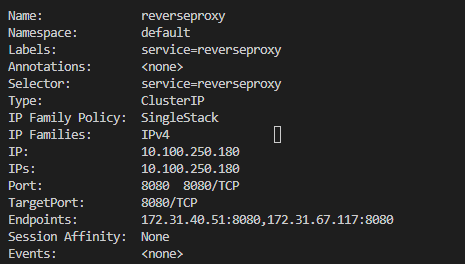 Name: reverseproxy
Namespace: default
Labels: service=reverseproxy
Annotations: <none>
Selector: service=reverseproxy
Type: ClusterIP
IP Family Policy: SingleStack
IP Families: IPv4
IP: 10.100.250.180
IPs: 10.100.250.180
Port: 8080 8080/TCP
TargetPort: 8080/TCP
Endpoints: 172.31.40.51:8080,172.31.67.117:8080
Session Affinity: None
Events: <none>